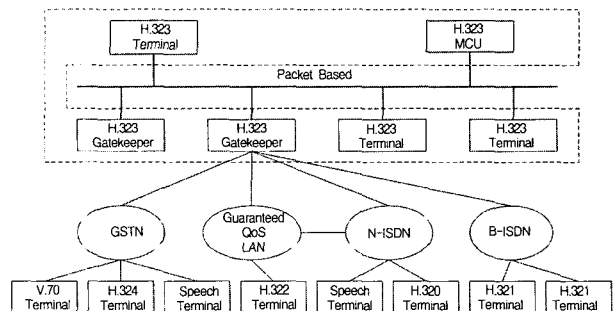 H.323
Terminal
H.323
MCU
Packet Based
H.323
Gatekeeper
H.323
Gatekeeper
H.323
Terminal
H.323
Terminal
GSTN
Guaranteed
QoS
LAN
N-ISDN
B-ISDN
V.70
Terminal
H.324
Terminal
Speech
Terminal
H.322
Terminal
Speech
Terminal
H.320
Terminal
H.321
Terminal
H.321
Terminal